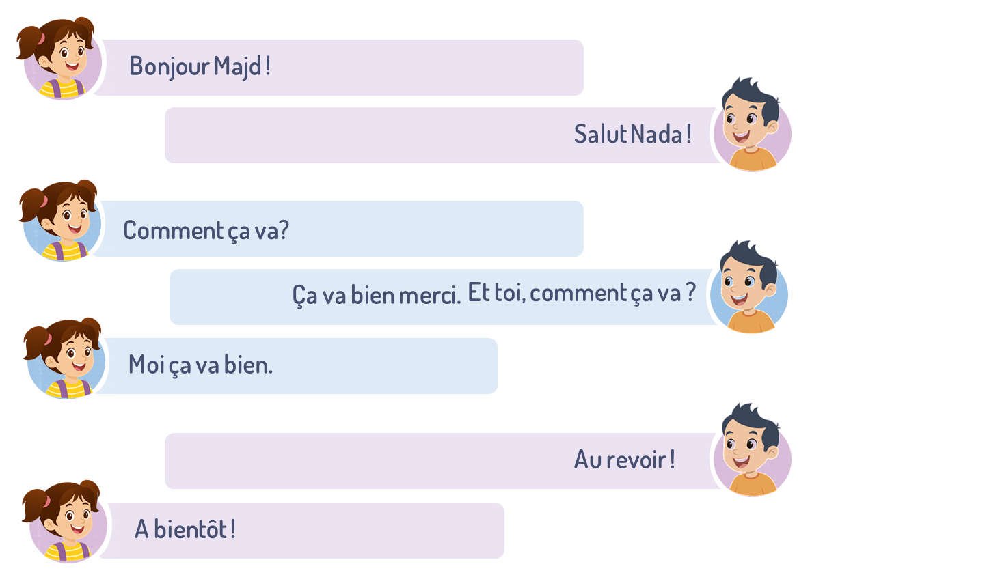 Bonjour Majd !
Salut Nada !
Comment ça va?
Ça va bien merci. Et toi, comment ça va ?
Moi ça va bien.
Au revoir !
A bientôt !